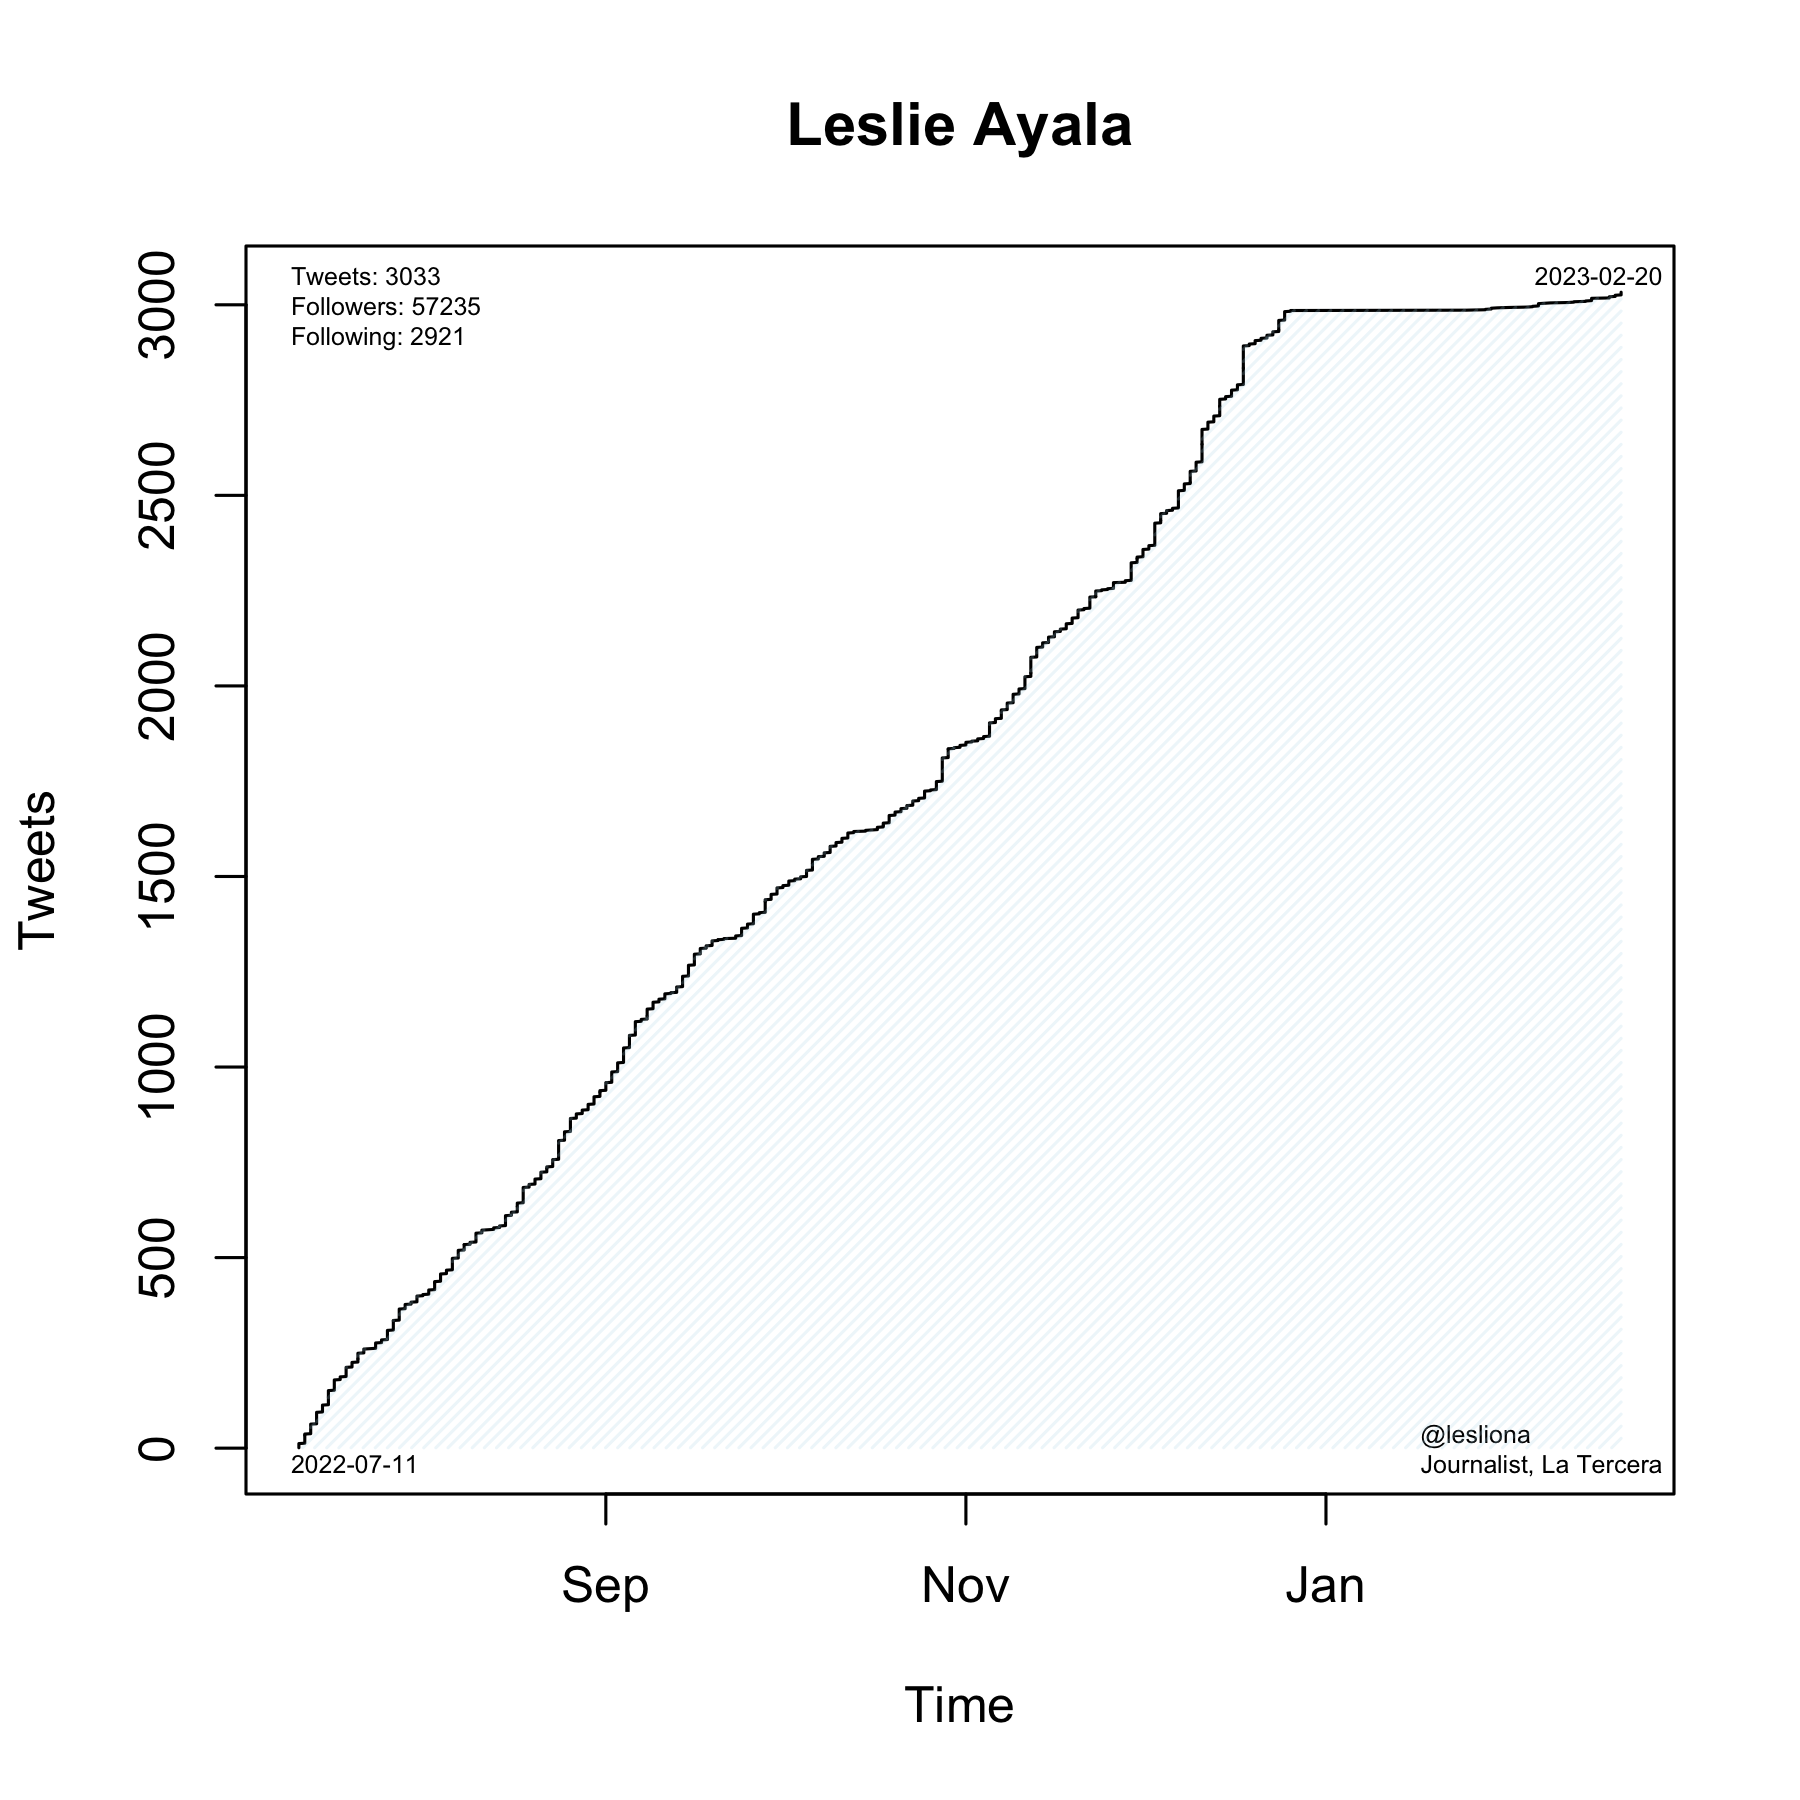 Leslie Ayala
Tweets: 3033
Followers: 57235
Following: 2921
2023-02-20
3000
2500
2000
1500
1000
500
0
Tweets
2022-07-11
@lesliona
Journalist, La Tercera
Sep
Nov
Jan
Time